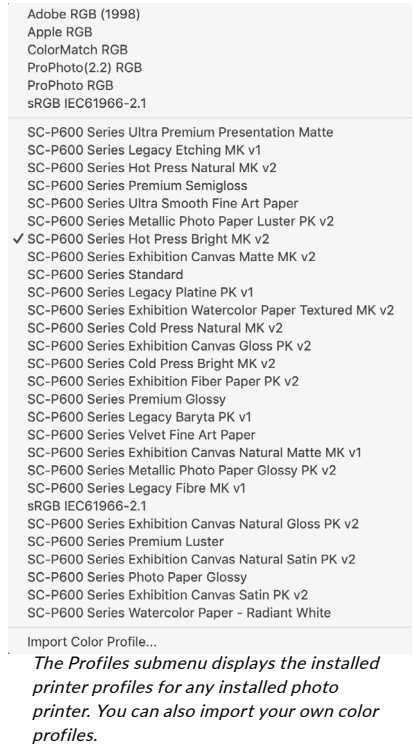 Adobe RGB (1998)
Apple RGB
ColorMatch RGB
ProPhoto(2.2) RGB
ProPhoto RGB
sRGB IEC61966-2.1
SC-P600 Series Ultra Premium Presentation Matte
SC-P600 Series Legacy Etching MK v1
SC-P600 Series Hot Press Natural MK v2
SC-P600 Series Premium Semigloss
SC-P600 Series Ultra Smooth Fine Art Paper
SC-P600 Series Metallic Photo Paper Luster PK v2
✓ SC-P600 Series Hot Press Bright MK v2
SC-P600 Series Exhibition Canvas Matte MK v2
SC-P600 Series Standard
SC-P600 Series Legacy Platine PK v1
SC-P600 Series Exhibition Watercolor Paper Textured MK v2
SC-P600 Series Cold Press Natural MK v2
SC-P600 Series Exhibition Canvas Gloss PK v2
SC-P600 Series Cold Press Bright MK v2
SC-P600 Series Exhibition Fiber Paper PK v2
SC-P600 Series Premium Glossy
SC-P600 Series Legacy Baryta PK v1
SC-P600 Series Velvet Fine Art Paper
SC-P600 Series Exhibition Canvas Natural Matte MK v1
SC-P600 Series Metallic Photo Paper Glossy PK v2
SC-P600 Series Legacy Fibre MK v1
sRGB IEC61966-2.1
SC-P600 Series Exhibition Canvas Natural Gloss PK v2
SC-P600 Series Premium Luster
SC-P600 Series Exhibition Canvas Natural Satin PK v2
SC-P600 Series Photo Paper Glossy
SC-P600 Series Exhibition Canvas Satin PK v2
SC-P600 Series Watercolor Paper - Radiant White
Import Color Profile...
The Profiles submenu displays the installed
printer profiles for any installed photo
printer. You can also import your own color
profiles.